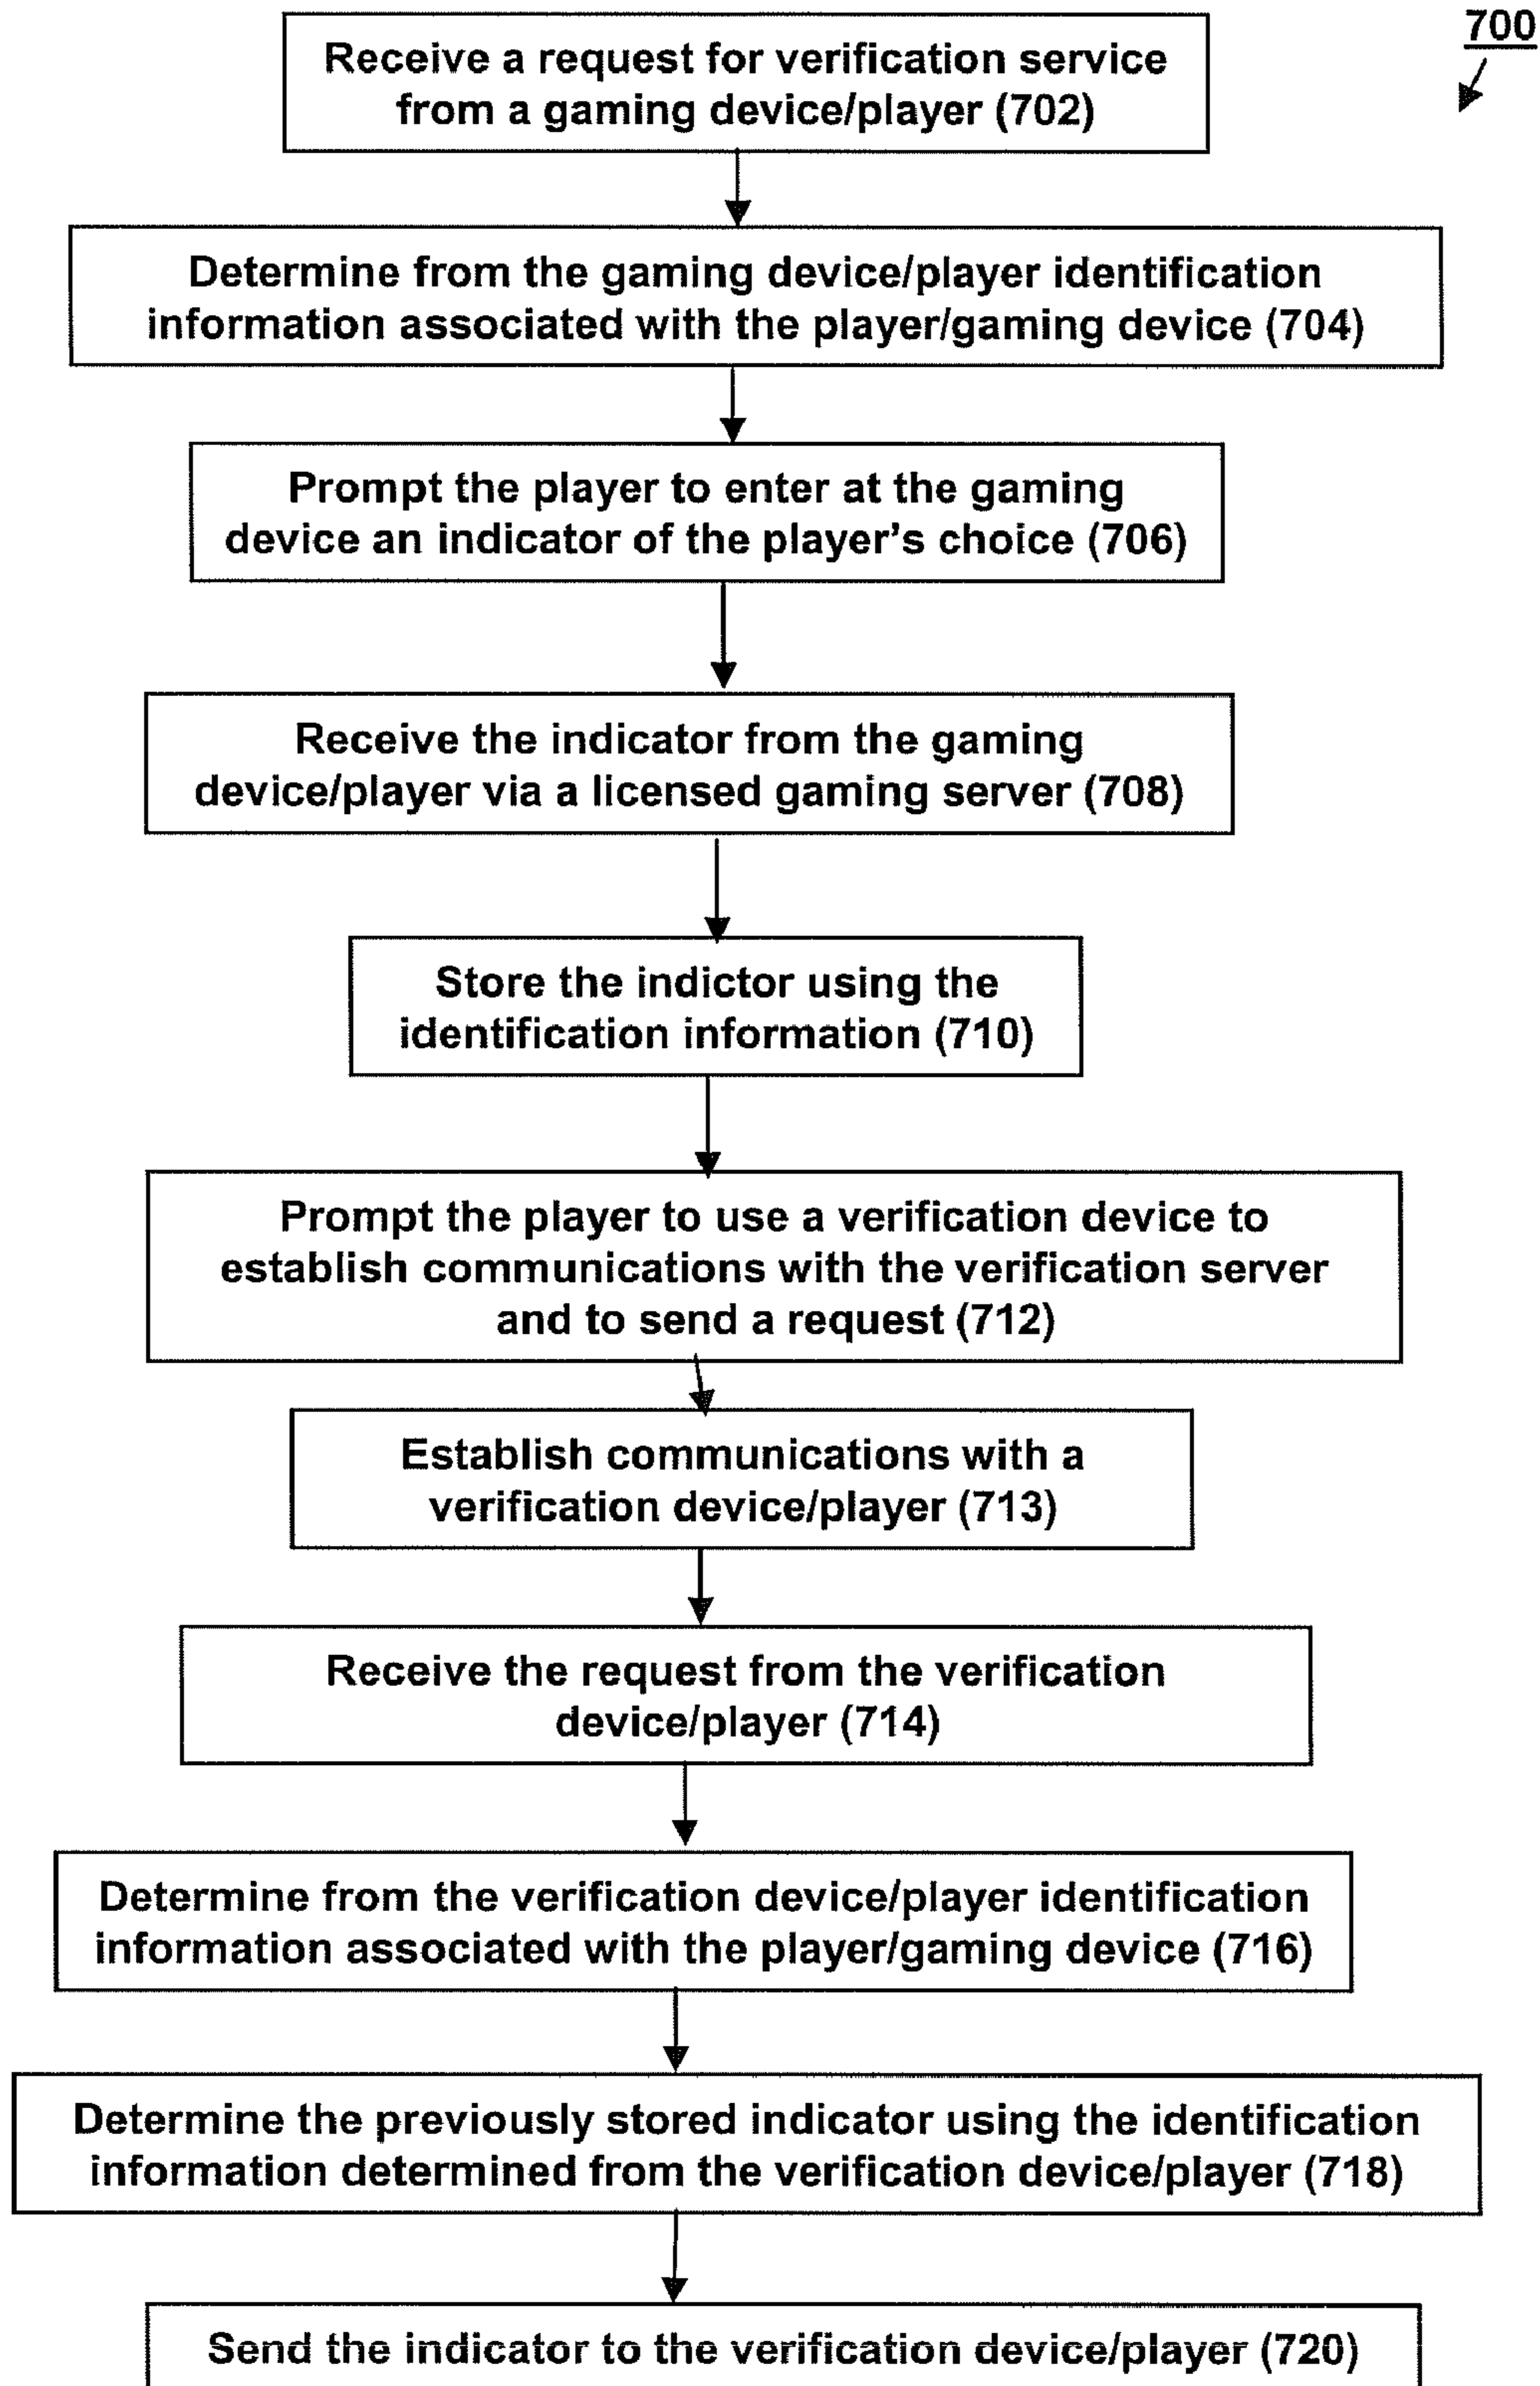 700
Receive a request for verification service
from a gaming device/player (702)
Determine from the gaming device/player identification
information associated with the player/gaming device (704)
Prompt the player to enter at the gaming
device an indicator of the player's choice (706)
Receive the indicator from the gaming
device/player via a licensed gaming server (708)
Store the indictor using the
identification information (710)
Prompt the player to use a verification device to
establish communications with the verification server
and to send a request (712)
Establish communications with a
verification device/player (713)
Receive the request from the verification
device/player (714)
Determine from the verification device/player identification
information associated with the player/gaming device (716)
Determine the previously stored indicator using the identification
information determined from the verification device/player (718)
Send the indicator to the verification device/player (720)